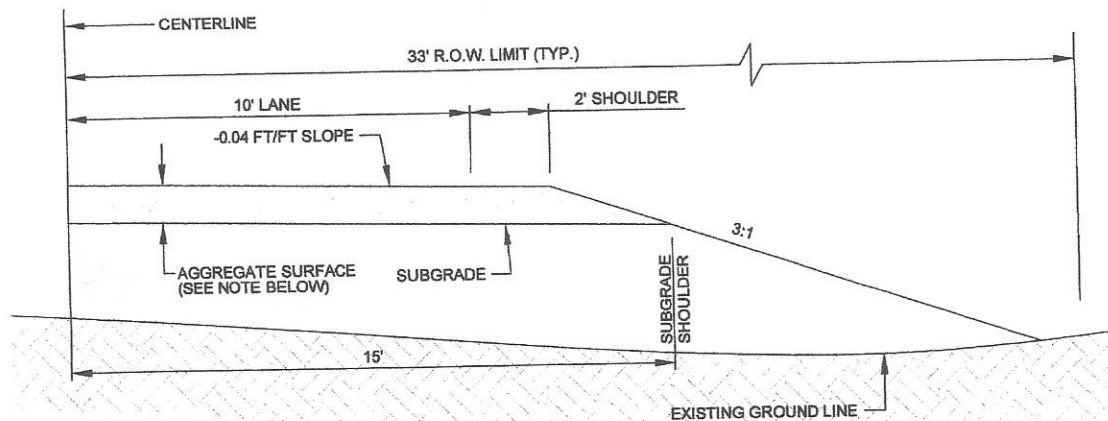 CENTERLINE
33' R.O.W. LIMIT (TYP.)
10' LANE
2' SHOULDER
-0.04 FT/FT SLOPE
3:1
AGGREGATE SURFACE
(SEE NOTE BELOW)
SUBGRADE
SUBGRADE
SHOULDER
15'
EXISTING GROUND LINE